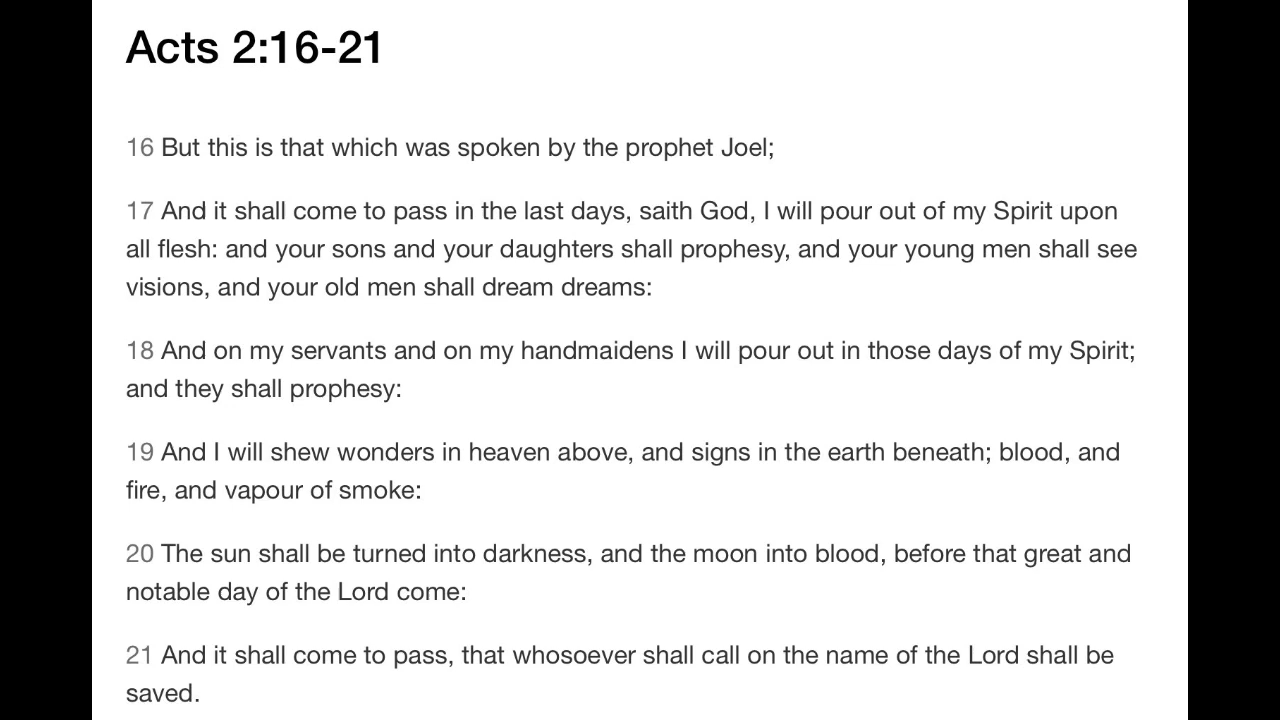 Acts 2:16-21
16 But this is that which was spoken by the prophet Joel;
17 And it shall come to pass in the last days, saith God, I will pour out of my Spirit upon
all flesh: and your sons and your daughters shall prophesy, and your young men shall see
visions, and your old men shall dream dreams:
18 And on my servants and on my handmaidens I will pour out in those days of my Spirit;
and they shall prophesy:
19 And I will shew wonders in heaven above, and signs in the earth beneath; blood, and
fire, and vapour of smoke:
20 The sun shall be turned into darkness, and the moon into blood, before that great and
notable day of the Lord come:
21 And it shall come to pass, that whosoever shall call on the name of the Lord shall be
saved.